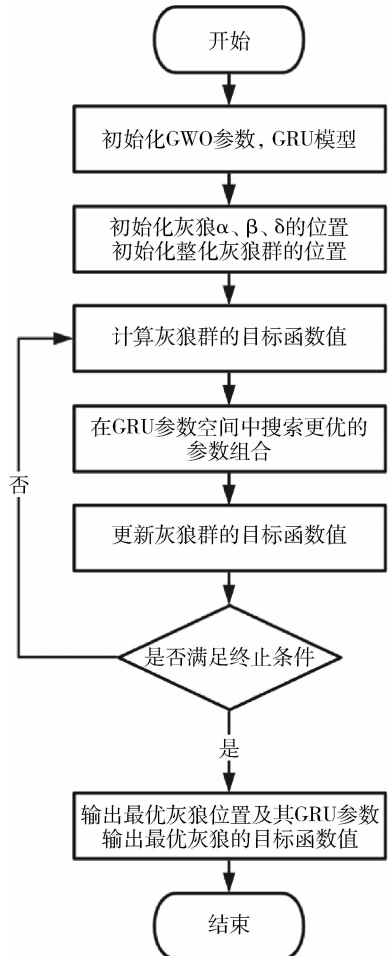 开始
初始化GWO参数，GRU模型
初始化灰狼α、β、δ的位置
初始化整化灰狼群的位置
计算灰狼群的目标函数值
在GRU参数空间中搜索更优的
参数组合
更新灰狼群的目标函数值
否
是否满足终止条件
是
输出最优灰狼位置及其GRU参数
输出最优灰狼的目标函数值
结束